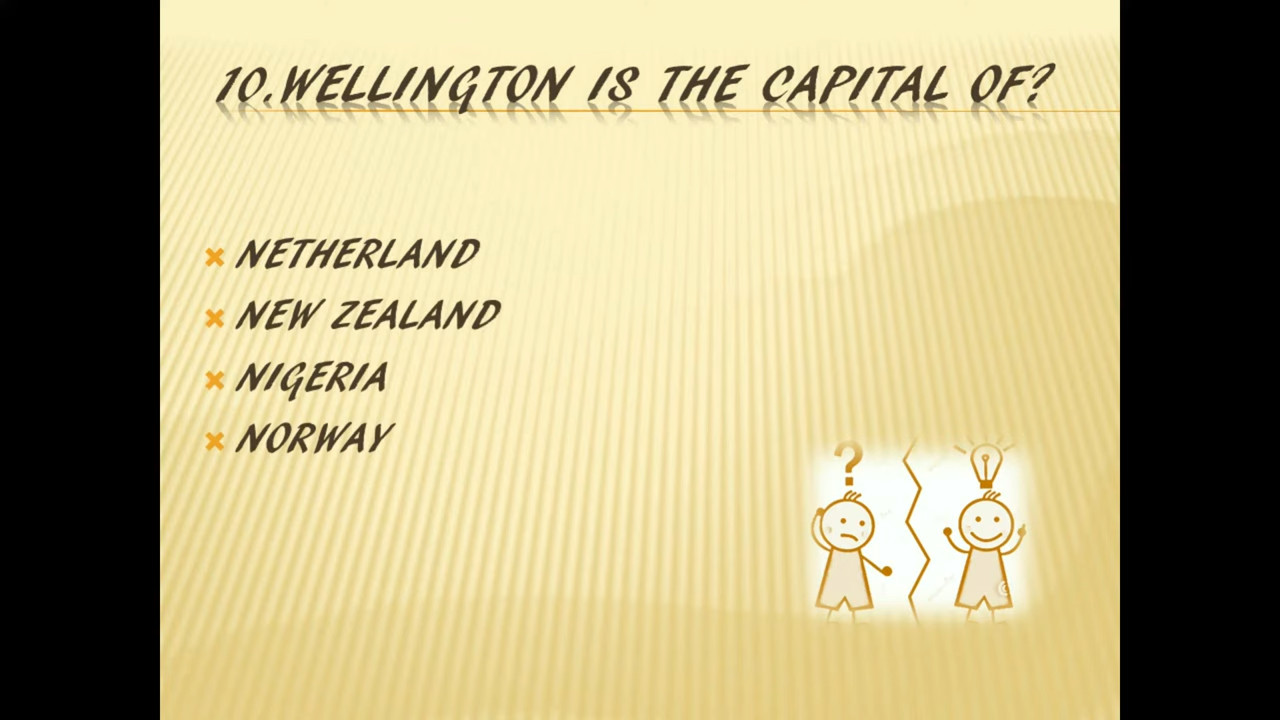 10.WELLINGTON IS THE CAPITAL OF?
NETHERLAND
NEW ZEALAND
NIGERIA
NORWAY
?